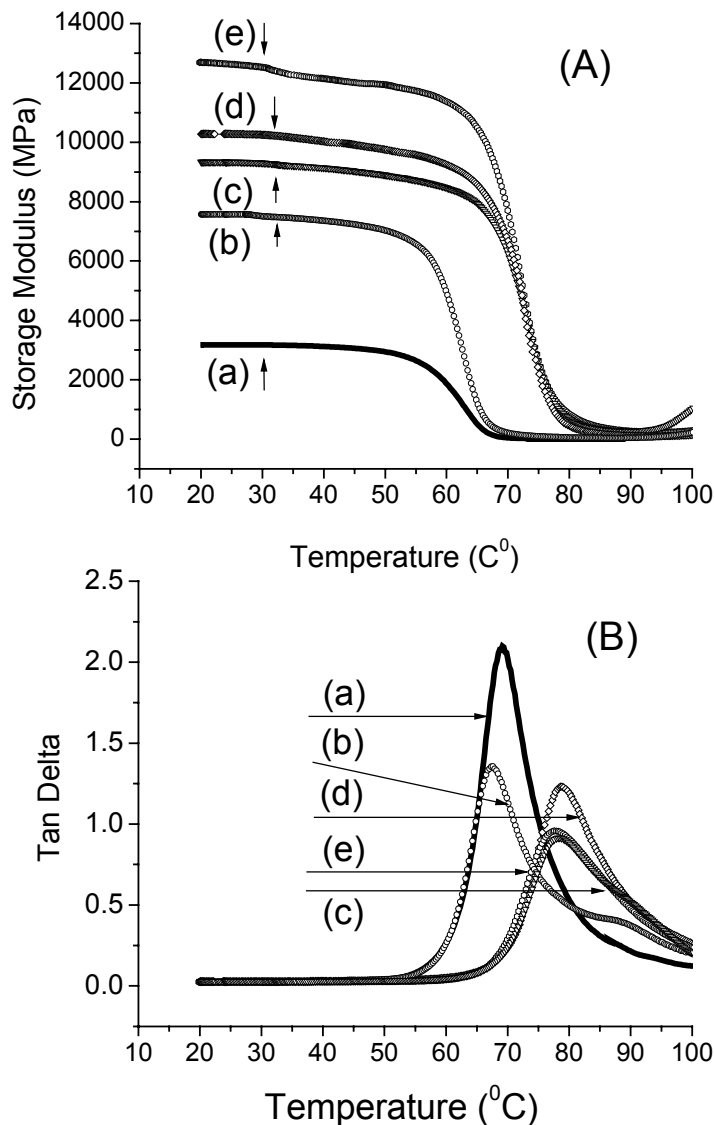 14000
12000
10000
8000
6000
4000
2000
0
Storage Modulus (MPa)
(A)
(e)
(d)
(c)
(b)
(a)
10 20 30 40 50 60 70 80 90 100
Temperature (C⁰)
2.5
2.0
1.5
1.0
0.5
0.0
Tan Delta
(B)
(a)
(b)
(d)
(e)
(c)
10 20 30 40 50 60 70 80 90 100
Temperature (⁰C)